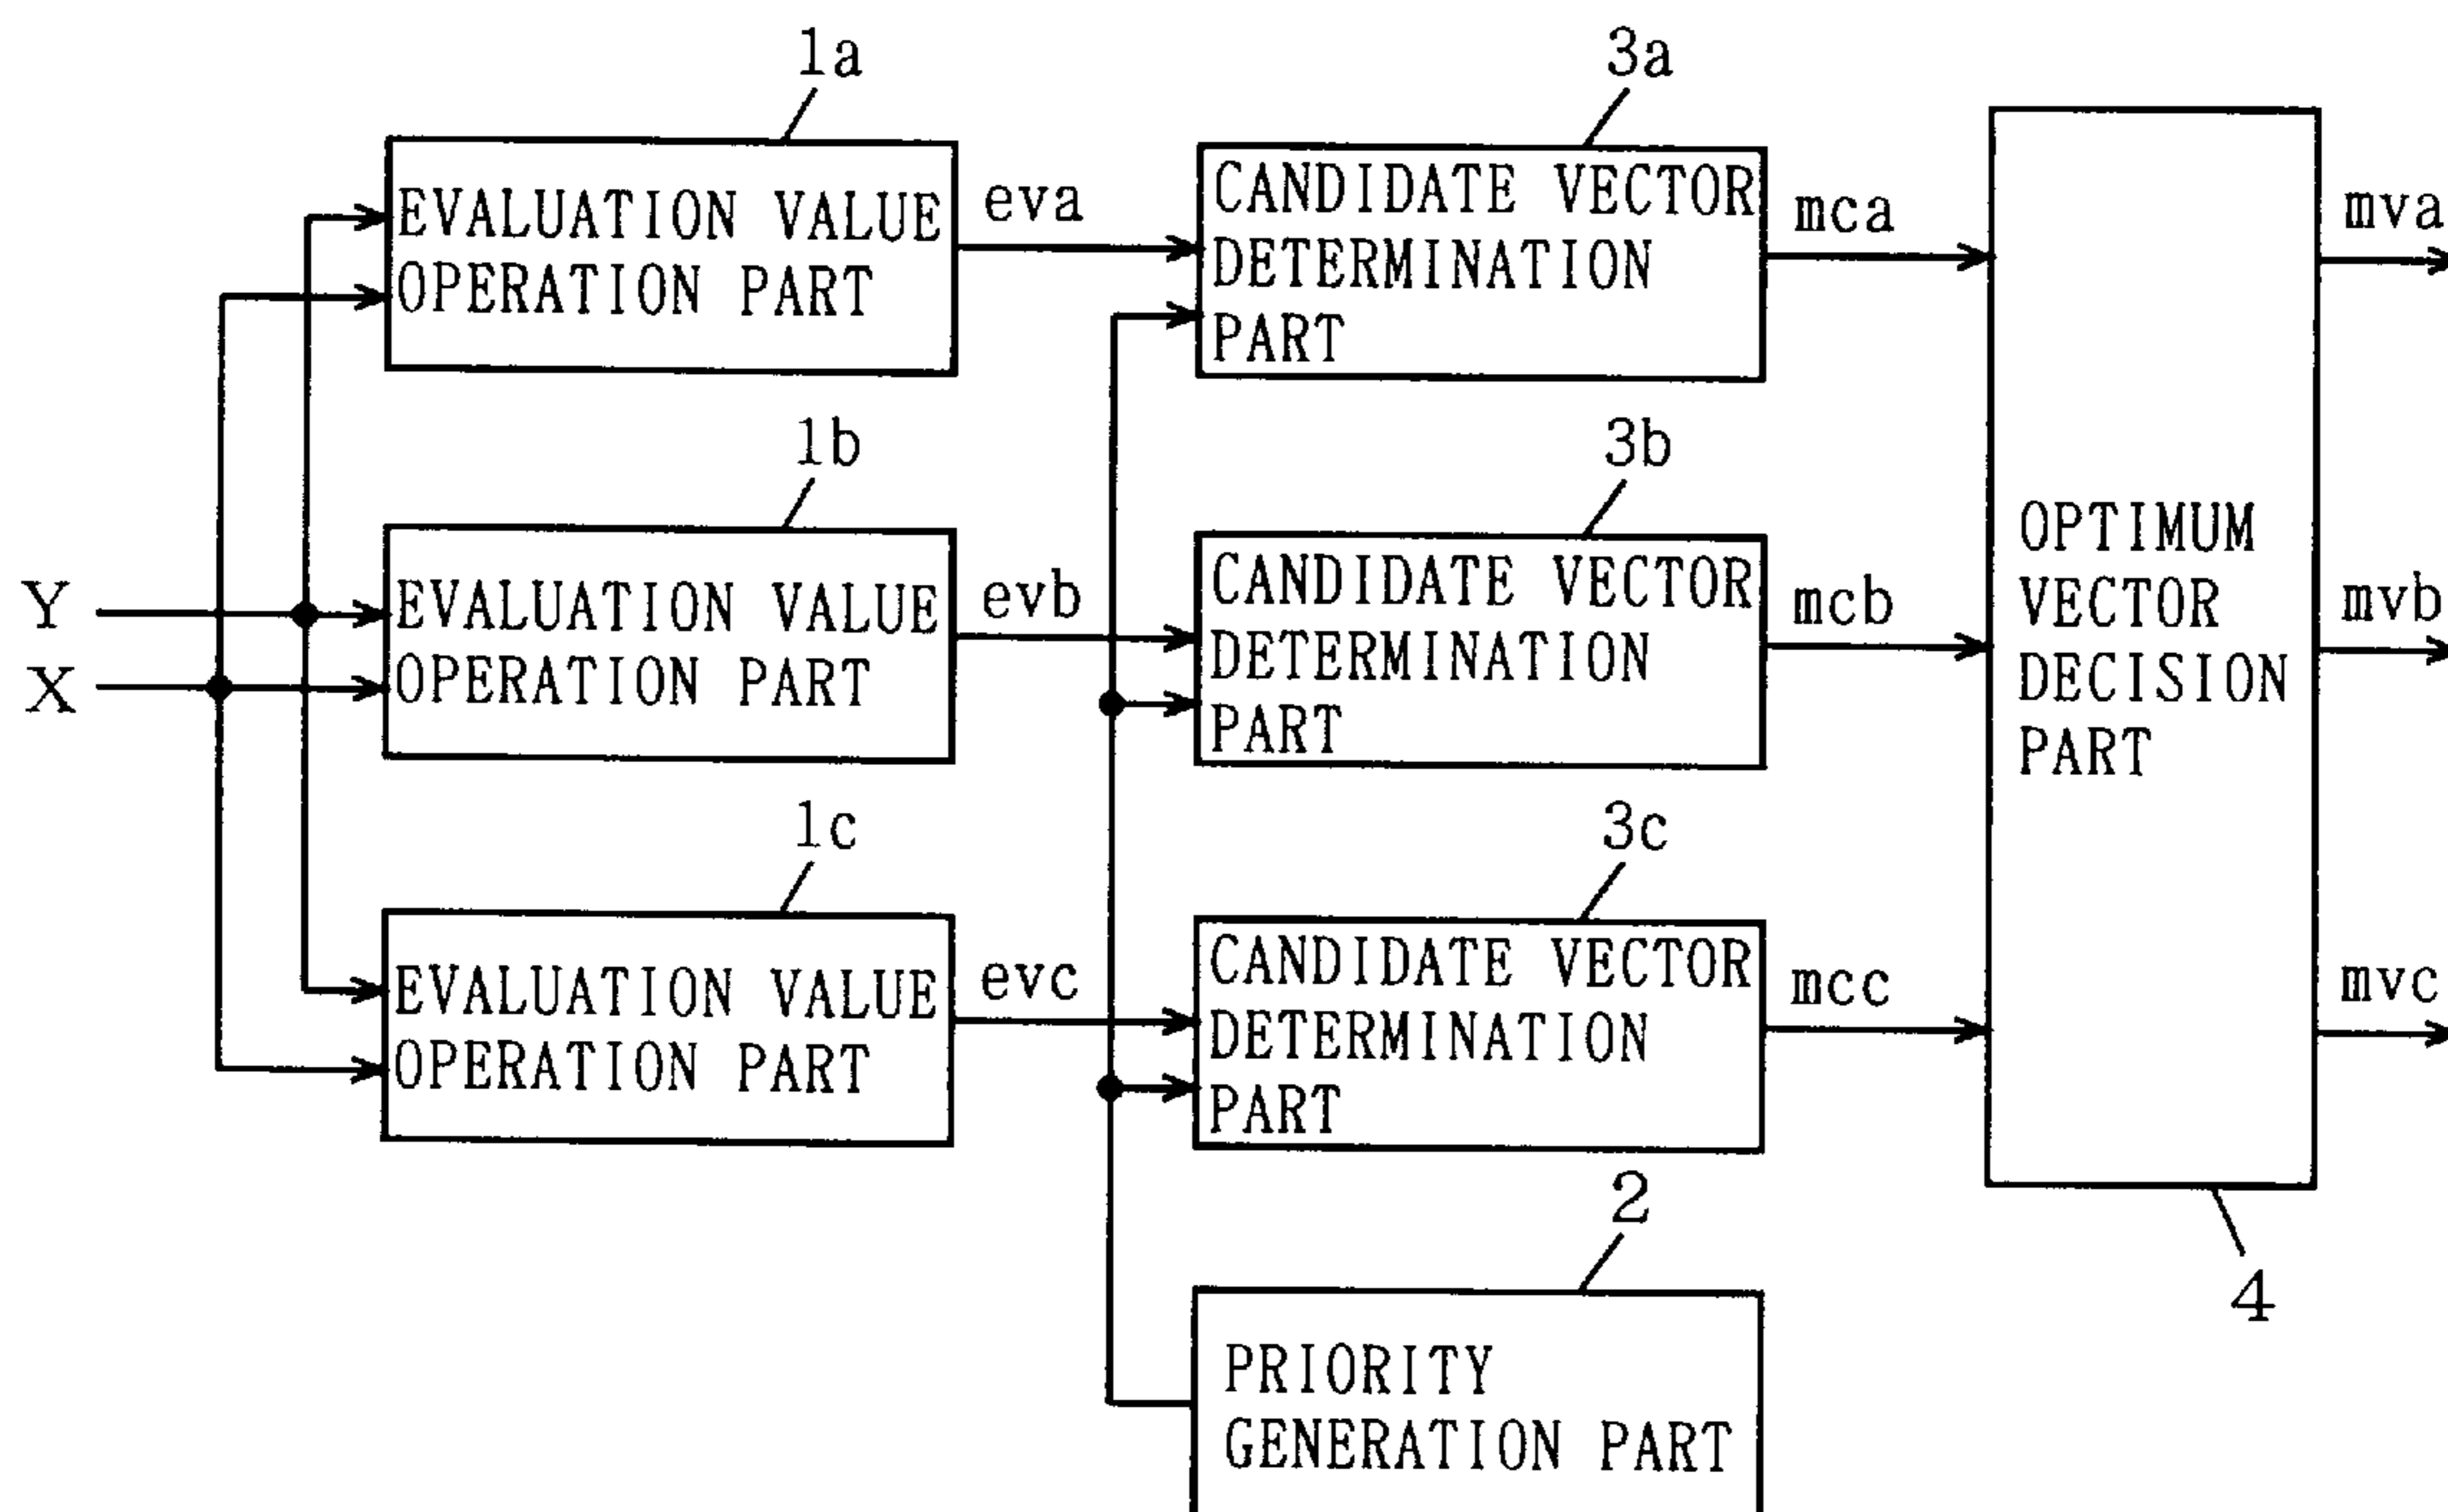 1a
3a
EVALUATION VALUE
OPERATION PART
eva
CANDIDATE VECTOR
DETERMINATION
PART
mca
mva
1b
3b
Y
X
EVALUATION VALUE
OPERATION PART
evb
CANDIDATE VECTOR
DETERMINATION
PART
mcb
OPTIMUM
VECTOR
DECISION
PART
mvb
1c
3c
EVALUATION VALUE
OPERATION PART
evc
CANDIDATE VECTOR
DETERMINATION
PART
mcc
mvc
2
4
PRIORITY
GENERATION PART